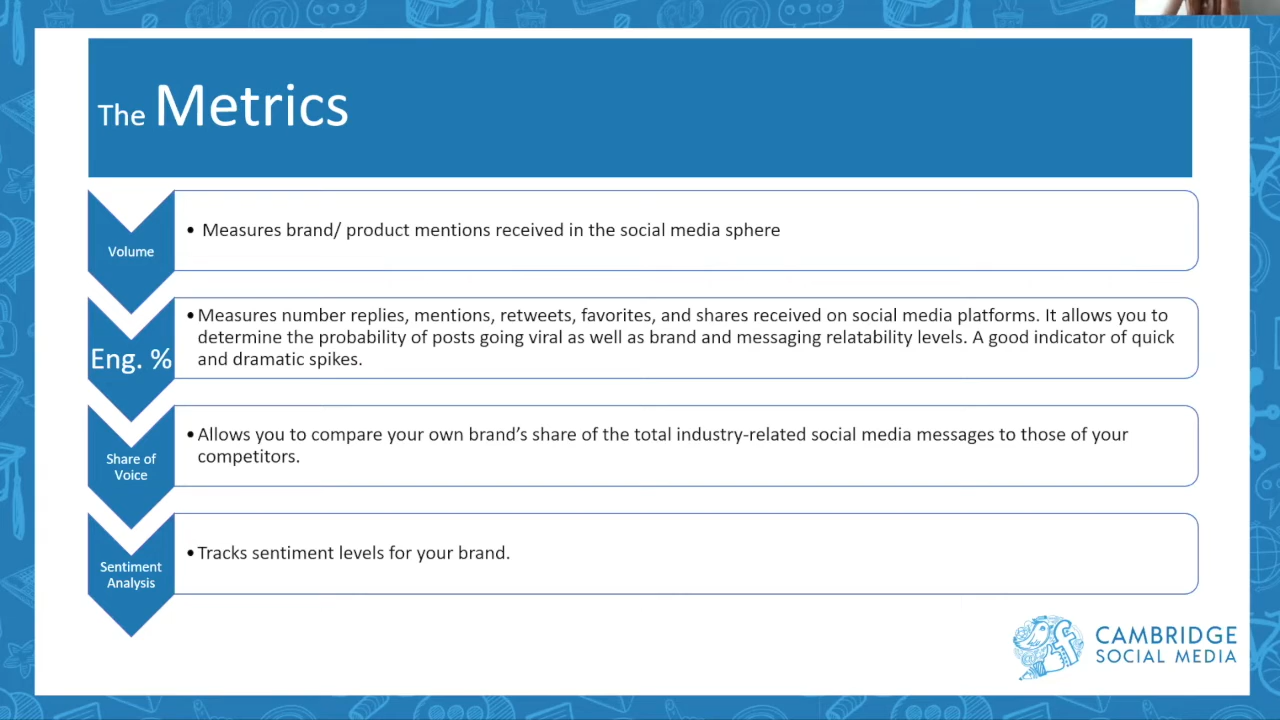 The Metrics
Volume
• Measures brand/ product mentions received in the social media sphere
Eng. %
• Measures number replies, mentions, retweets, favorites, and shares received on social media platforms. It allows you to
determine the probability of posts going viral as well as brand and messaging relatability levels. A good indicator of quick
and dramatic spikes.
Share of
Voice
• Allows you to compare your own brand's share of the total industry-related social media messages to those of your
competitors.
Sentiment
Analysis
• Tracks sentiment levels for your brand.
CAMBRIDGE
SOCIAL MEDIA